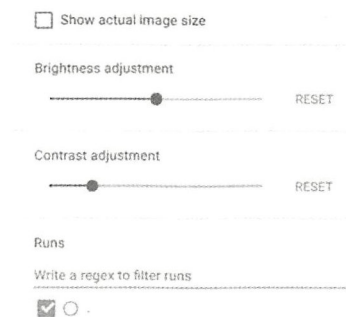 Show actual image size
Brightness adjustment
RESET
Contrast adjustment
RESET
Runs
Write a regex to filter runs
.